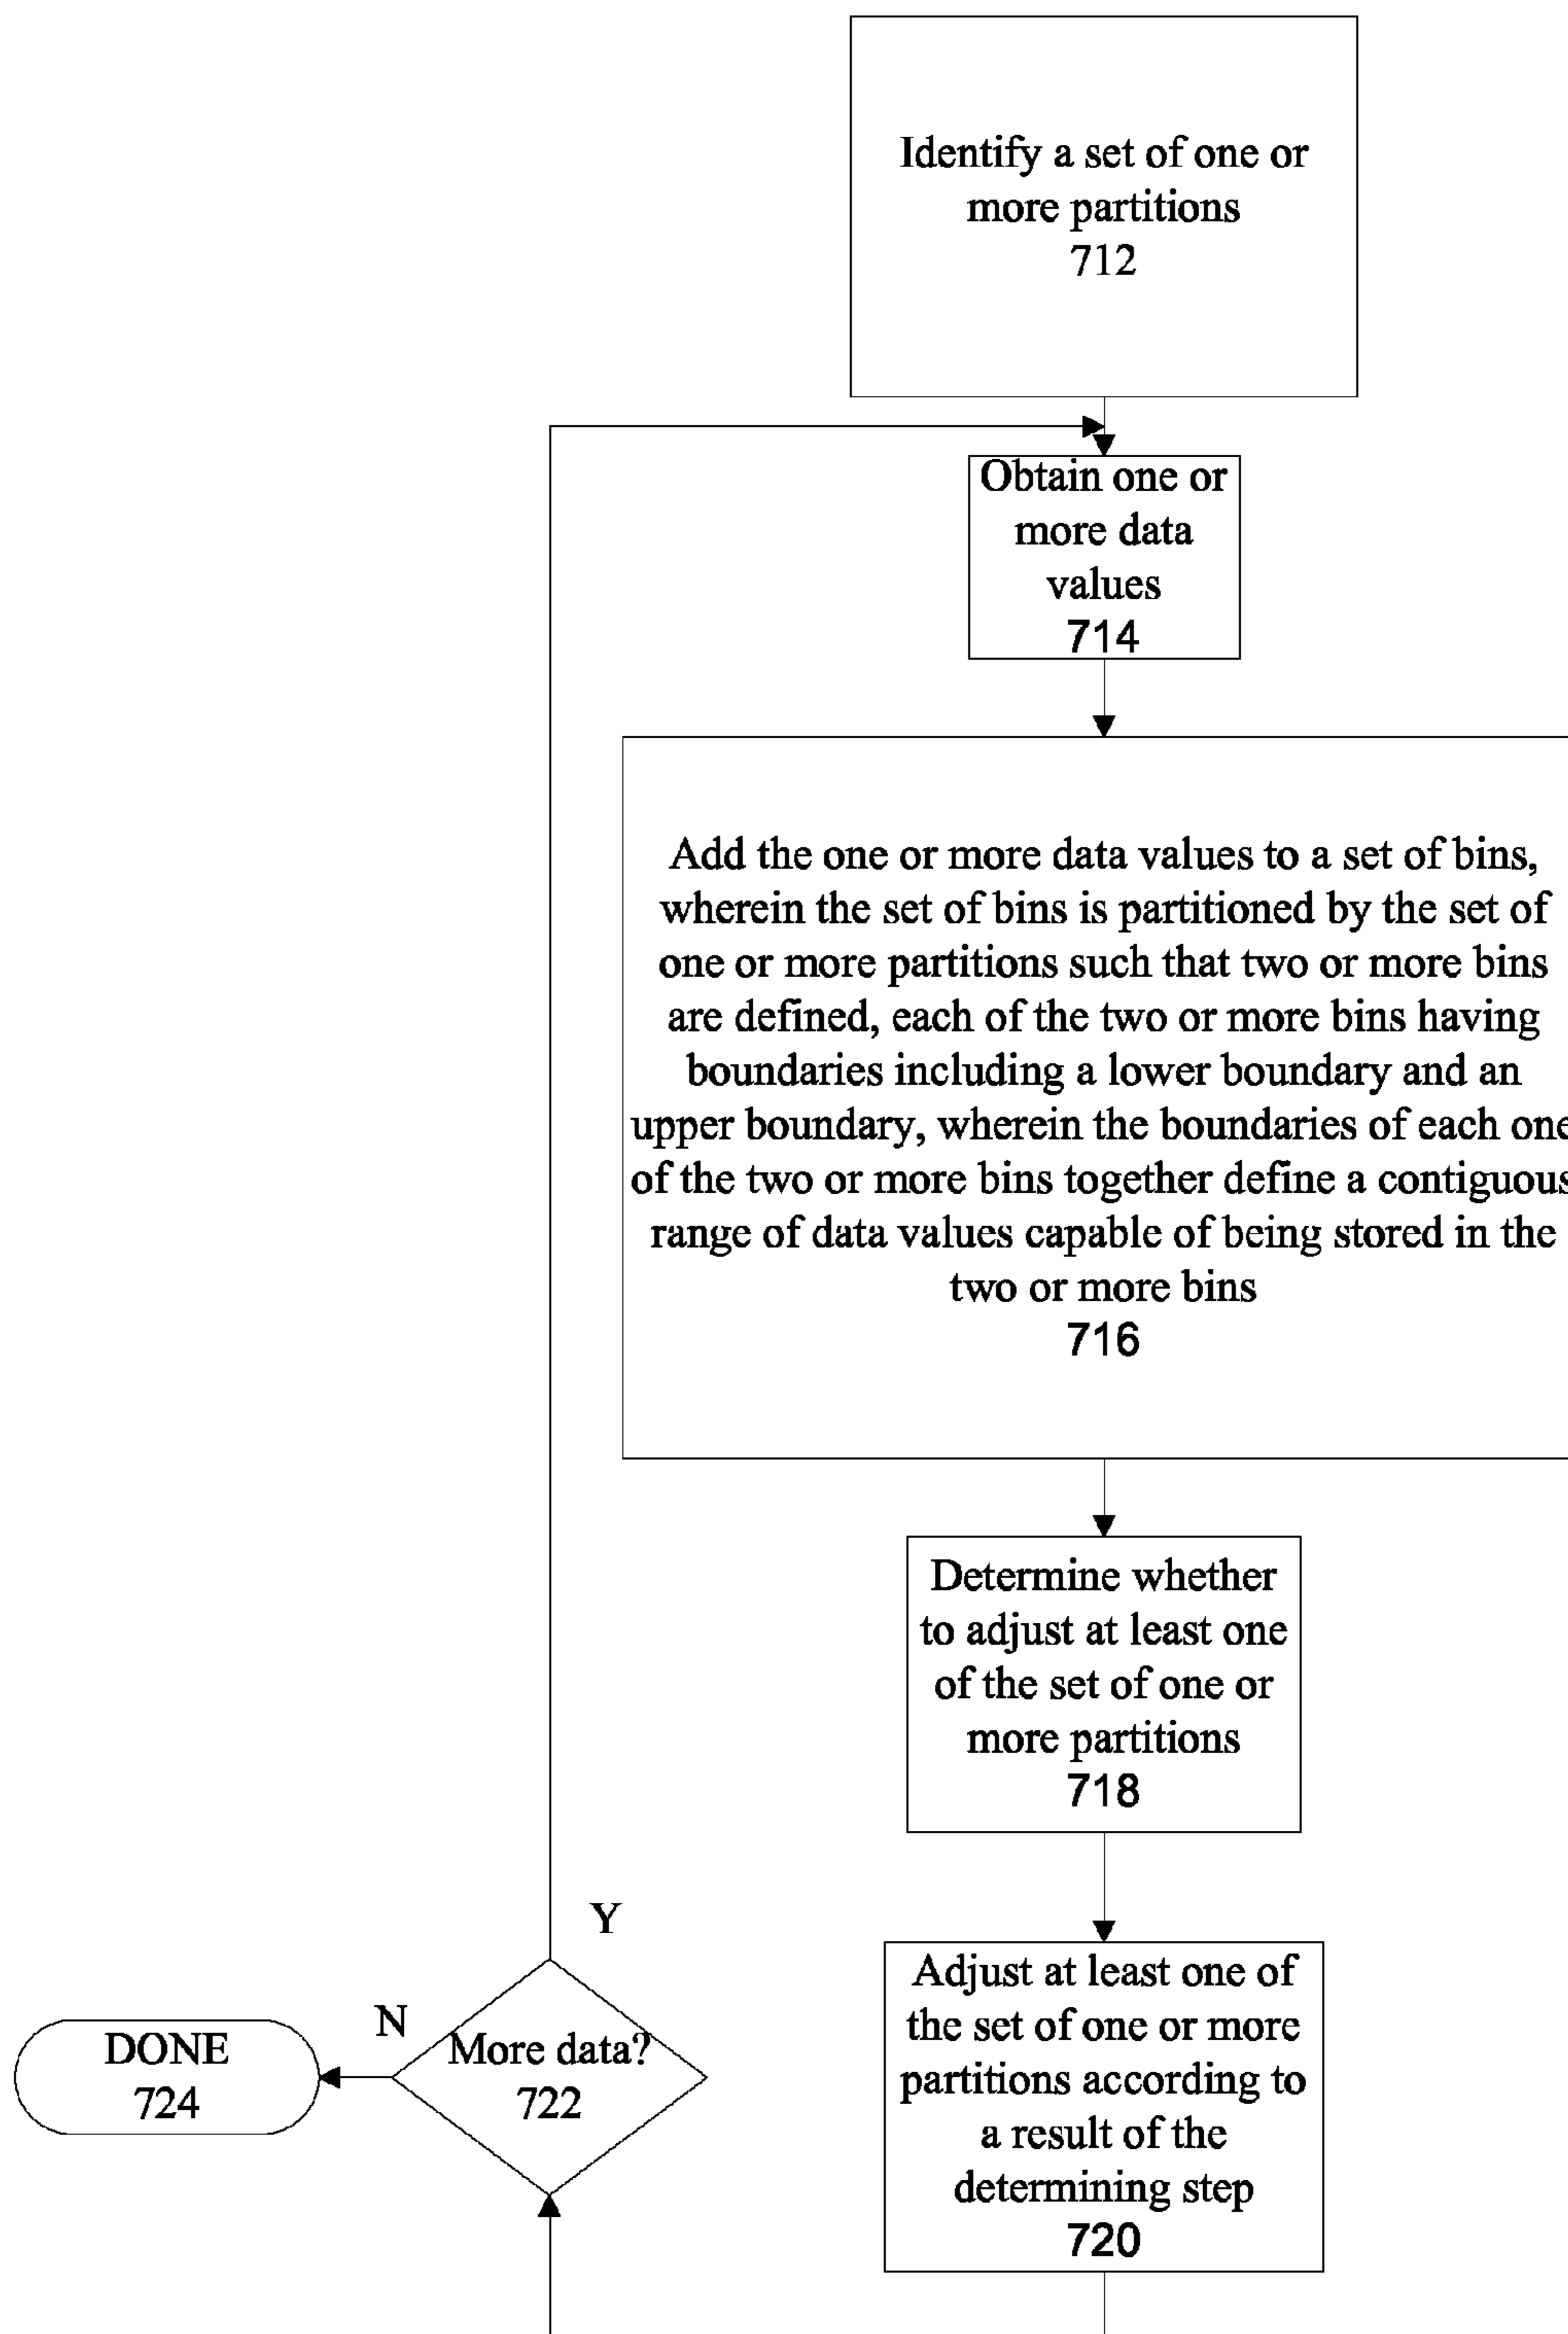 Identify a set of one or
more partitions
712
Obtain one or
more data
values
714
Add the one or more data values to a set of bins,
wherein the set of bins is partitioned by the set of
one or more partitions such that two or more bins
are defined, each of the two or more bins having
boundaries including a lower boundary and an
upper boundary, wherein the boundaries of each one
of the two or more bins together define a contiguous
range of data values capable of being stored in the
two or more bins
716
Determine whether
to adjust at least one
of the set of one or
more partitions
718
Adjust at least one of
the set of one or more
partitions according to
a result of the
determining step
720
Y
N
More data?
722
DONE
724